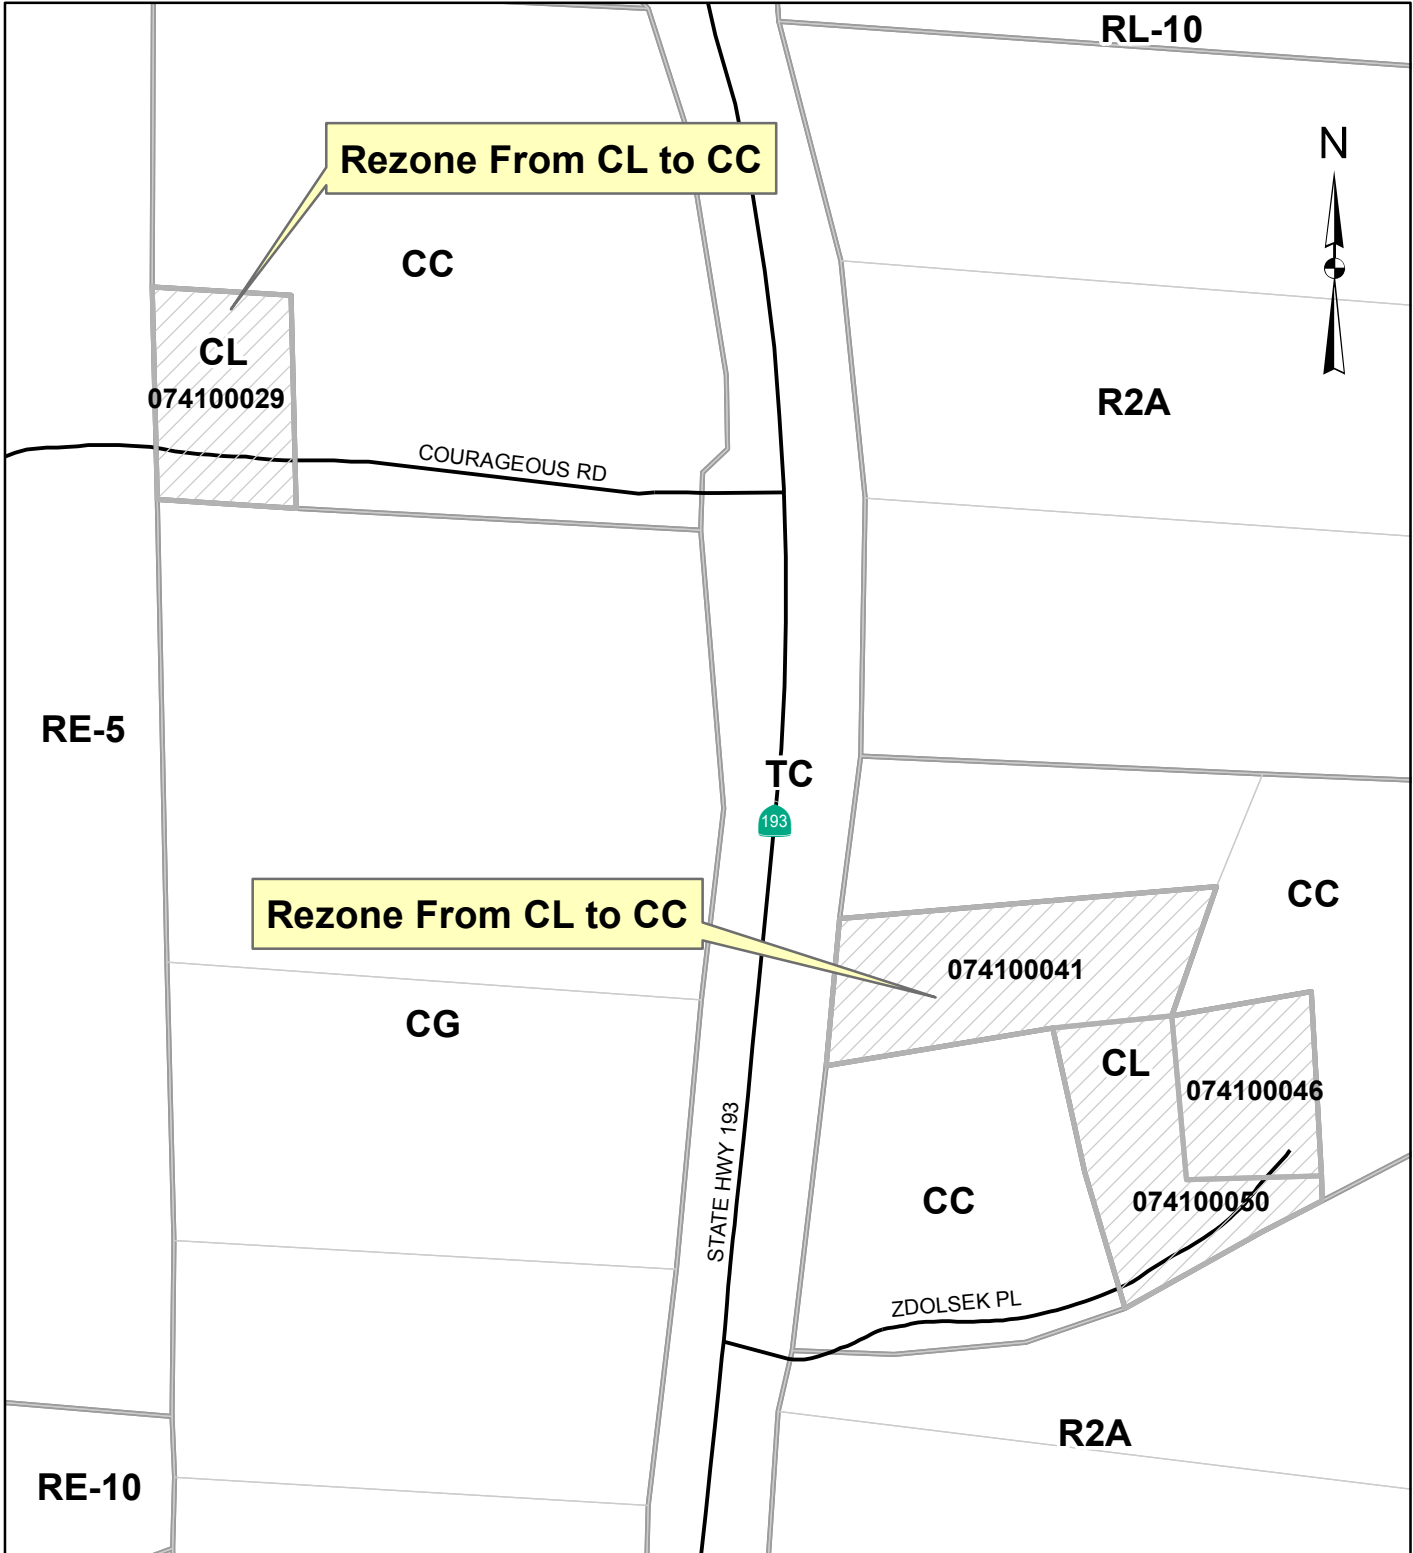 RL-10
N
Rezone From CL to CC
CC
CL
074100029
R2A
COURAGEOUS RD
RE-5
TC
193
CC
Rezone From CL to CC
074100041
CG
CL
074100046
STATE HWY 193
CC
074100050
ZDOLSEK PL
R2A
RE-10